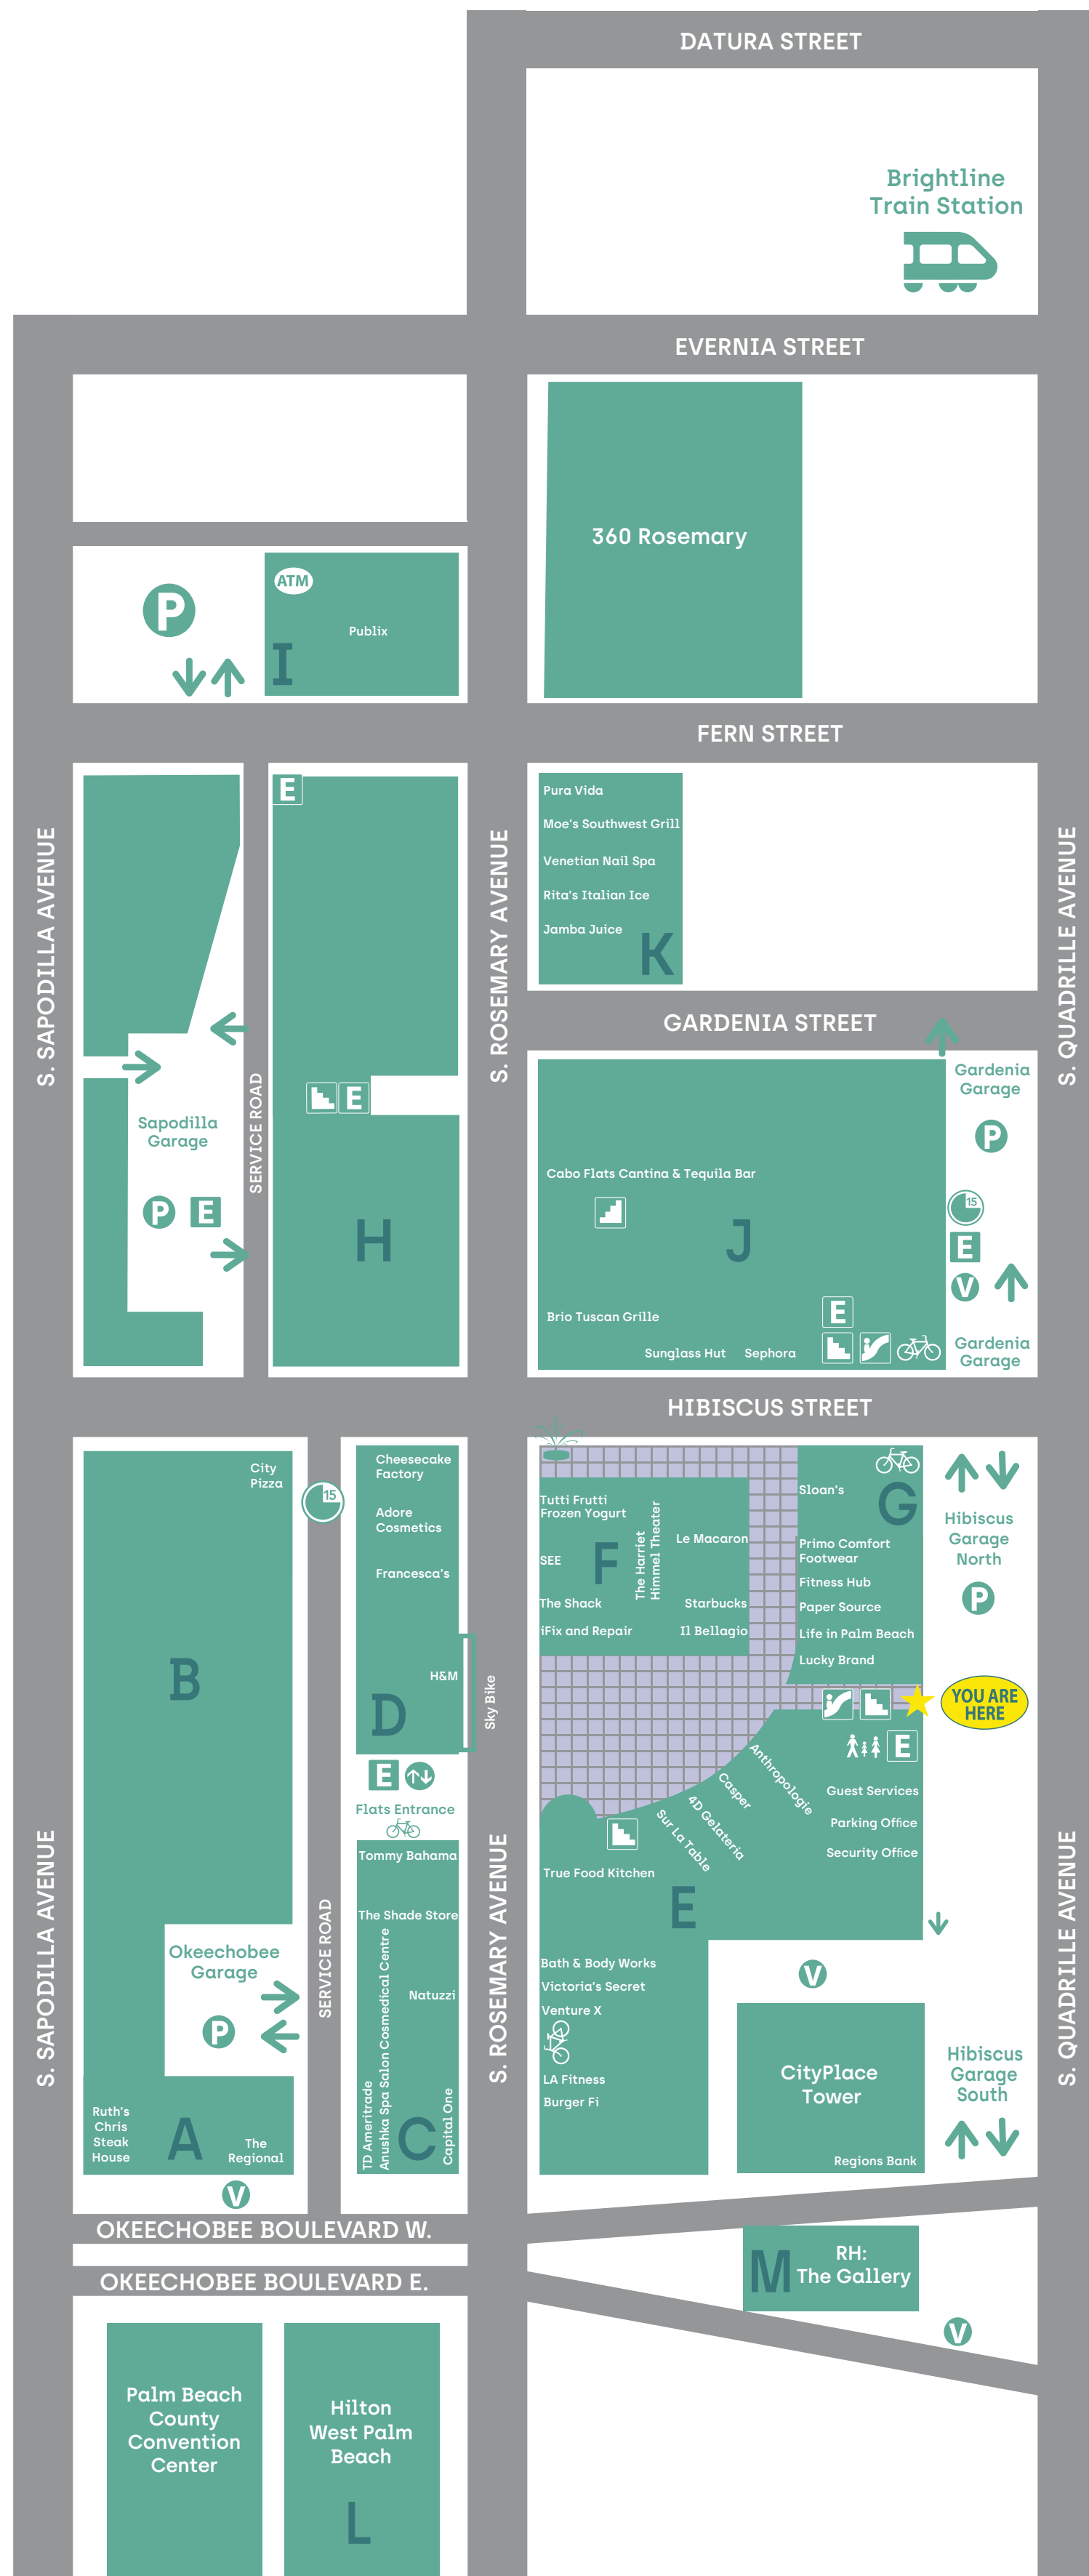 DATURA STREET
Brightline
Train Station
EVERNIA STREET
360 Rosemary
ATM
P
Publix
I
FERN STREET
S. SAPODILLA AVENUE
S. ROSEMARY AVENUE
S. QUADRILLE AVENUE
E
Pura Vida
Moe's Southwest Grill
Venetian Nail Spa
Rita's Italian Ice
Jamba Juice
K
GARDENIA STREET
SERVICE ROAD
Sapodilla
Garage
P E
E
H
Gardenia
Garage
P
Cabo Flats Cantina & Tequila Bar
J
15
E
V
Brio Tuscan Grille
E
Sunglass Hut
Sephora
Gardenia
Garage
HIBISCUS STREET
City
Pizza
15
B
Cheesecake
Factory
Adore
Cosmetics
Francesca's
H&M
D
Sky Bike
E
Flats Entrance
Tommy Bahama
The Shade Store
Natuzzi
TD Ameritrade
Anushka Spa Salon Cosmedical Centre
Capital One
C
Okeechobee
Garage
P
SERVICE ROAD
Ruth's
Chris
Steak
House
A
The
Regional
V
Tutti Frutti
Frozen Yogurt
SEE
F
The Harriet
Himmel Theater
Le Macaron
The Shack
Starbucks
iFix and Repair
Il Bellagio
Sloan's
G
Primo Comfort
Footwear
Fitness Hub
Paper Source
Life in Palm Beach
Lucky Brand
Hibiscus
Garage
North
P
YOU ARE
HERE
E
Anthropologie
Casper
4D Gelateria
Sur La Table
Guest Services
Parking Office
Security Office
True Food Kitchen
E
Bath & Body Works
Victoria's Secret
Venture X
LA Fitness
Burger Fi
V
CityPlace
Tower
Regions Bank
Hibiscus
Garage
South
S. SAPODILLA AVENUE
S. ROSEMARY AVENUE
S. QUADRILLE AVENUE
OKEECHOBEE BOULEVARD W.
OKEECHOBEE BOULEVARD E.
M
RH:
The Gallery
V
Palm Beach
County
Convention
Center
Hilton
West Palm
Beach
L